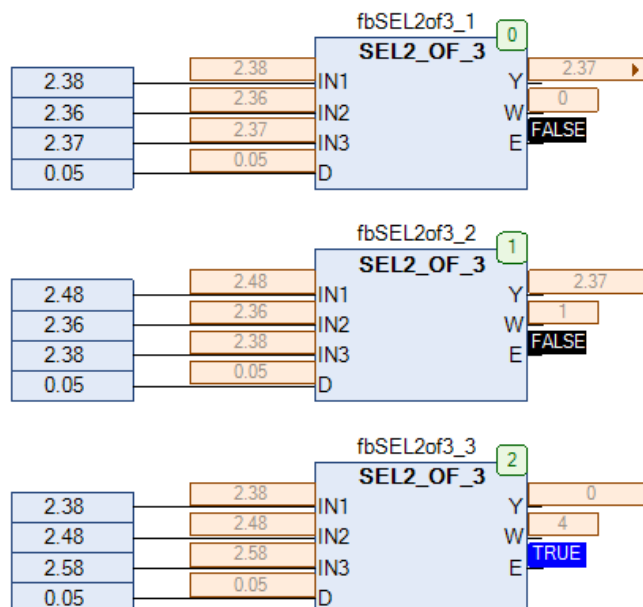 fbSEL2of3_1
0
SEL2_OF_3
2.38 2.38 IN1 Y 2.37
2.36 2.36 IN2 W 0
2.37 2.37 IN3 E FALSE
0.05 0.05 D
fbSEL2of3_2
1
SEL2_OF_3
2.48 2.48 IN1 Y 2.37
2.36 2.36 IN2 W 1
2.38 2.38 IN3 E FALSE
0.05 0.05 D
fbSEL2of3_3
2
SEL2_OF_3
2.38 2.38 IN1 Y 0
2.48 2.48 IN2 W 4
2.58 2.58 IN3 E TRUE
0.05 0.05 D